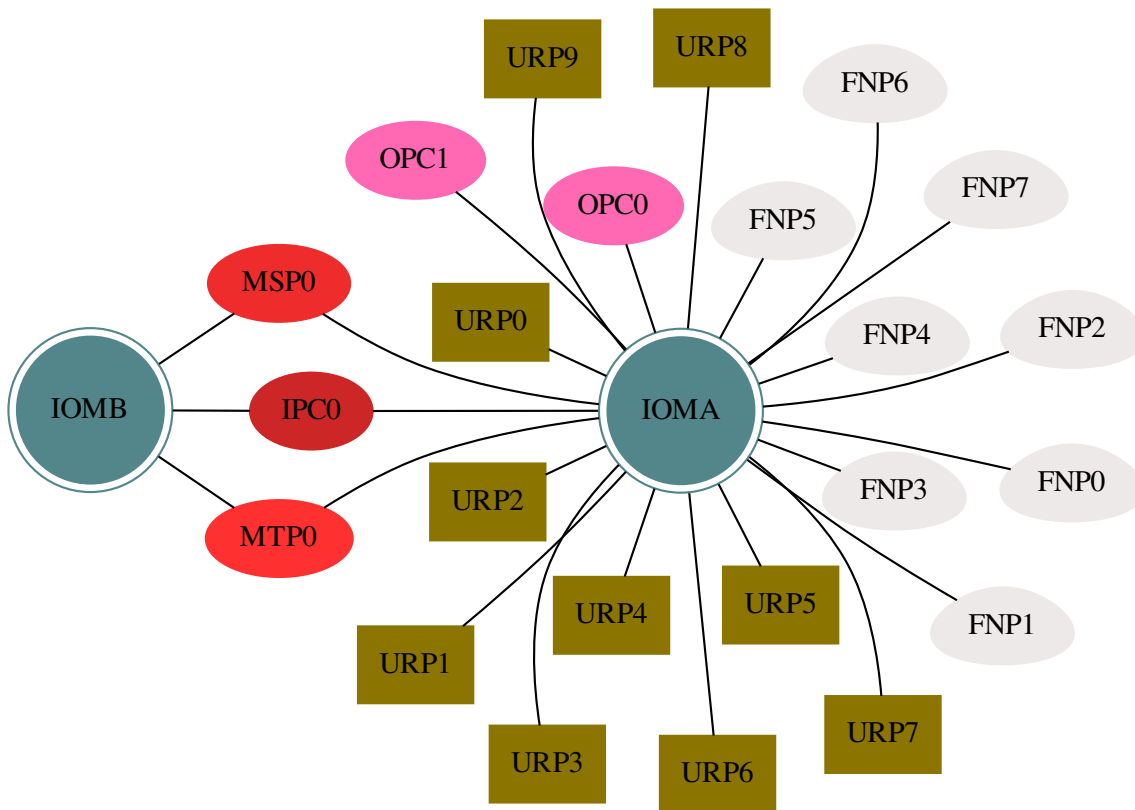 URP8
URP9
FNP6
OPC1
FNP7
OPC0
FNP5
MSP0
URP0
FNP2
FNP4
IOMB
IPC0
IOMA
FNP0
FNP3
URP2
MTP0
URP5
URP4
FNP1
URP1
URP7
URP3
URP6